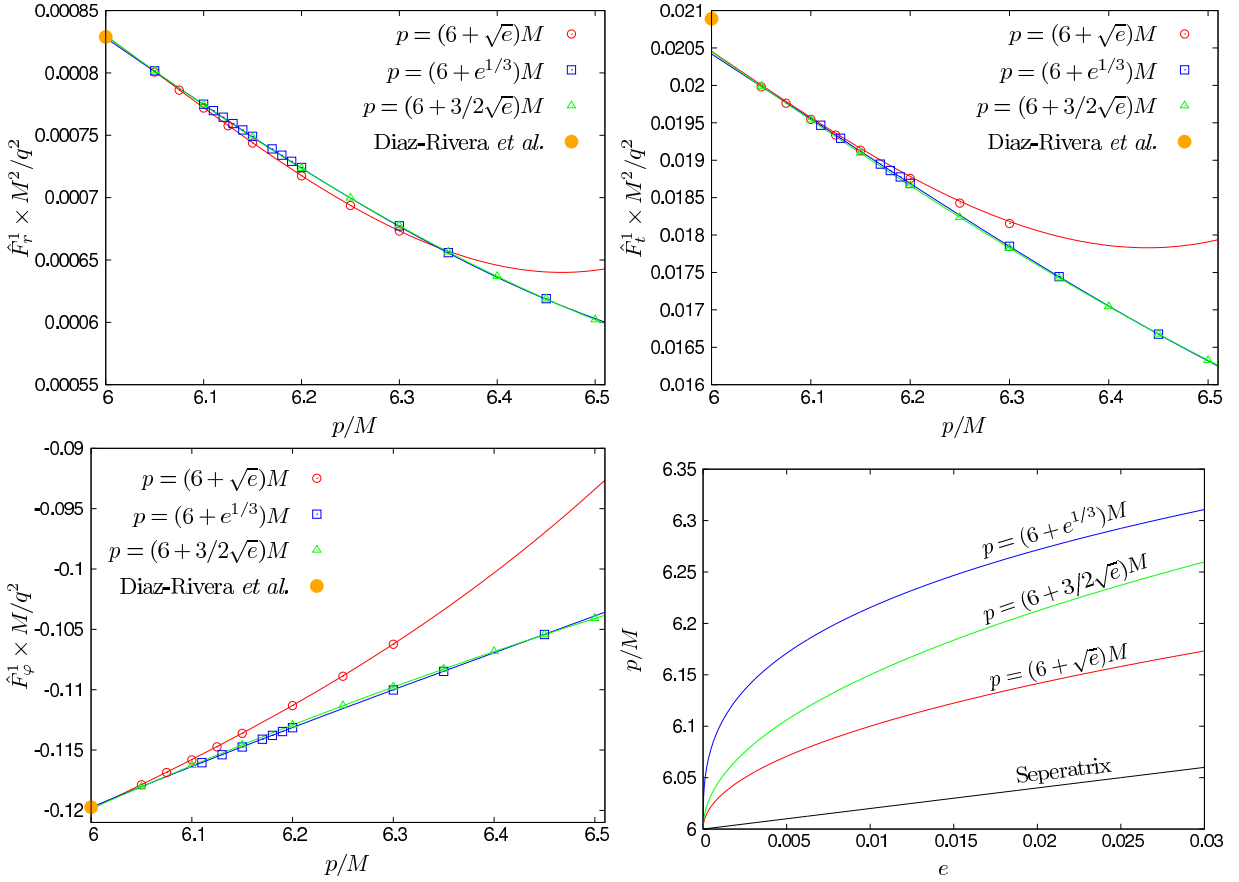 0.00085
0.0008
0.00075
0.0007
0.00065
0.0006
0.00055
F̂_r^1 × M²/q²
p = (6 + √e)M
p = (6 + e^{1/3})M
p = (6 + 3/2√e)M
Diaz-Rivera et al.
6 6.1 6.2 6.3 6.4 6.5
p/M
0.021
0.0205
0.02
0.0195
0.019
0.0185
0.018
0.0175
0.017
0.0165
0.016
F̂_t^1 × M²/q²
p = (6 + √e)M
p = (6 + e^{1/3})M
p = (6 + 3/2√e)M
Diaz-Rivera et al.
6 6.1 6.2 6.3 6.4 6.5
p/M
-0.09
-0.095
-0.1
-0.105
-0.11
-0.115
-0.12
F̂_φ^1 × M/q²
p = (6 + √e)M
p = (6 + e^{1/3})M
p = (6 + 3/2√e)M
Diaz-Rivera et al.
6 6.1 6.2 6.3 6.4 6.5
p/M
6.35
6.3
6.25
6.2
6.15
6.1
6.05
6
p/M
p = (6 + e^{1/3})M
p = (6 + 3/2√e)M
p = (6 + √e)M
Seperatrix
0 0.005 0.01 0.015 0.02 0.025 0.03
e